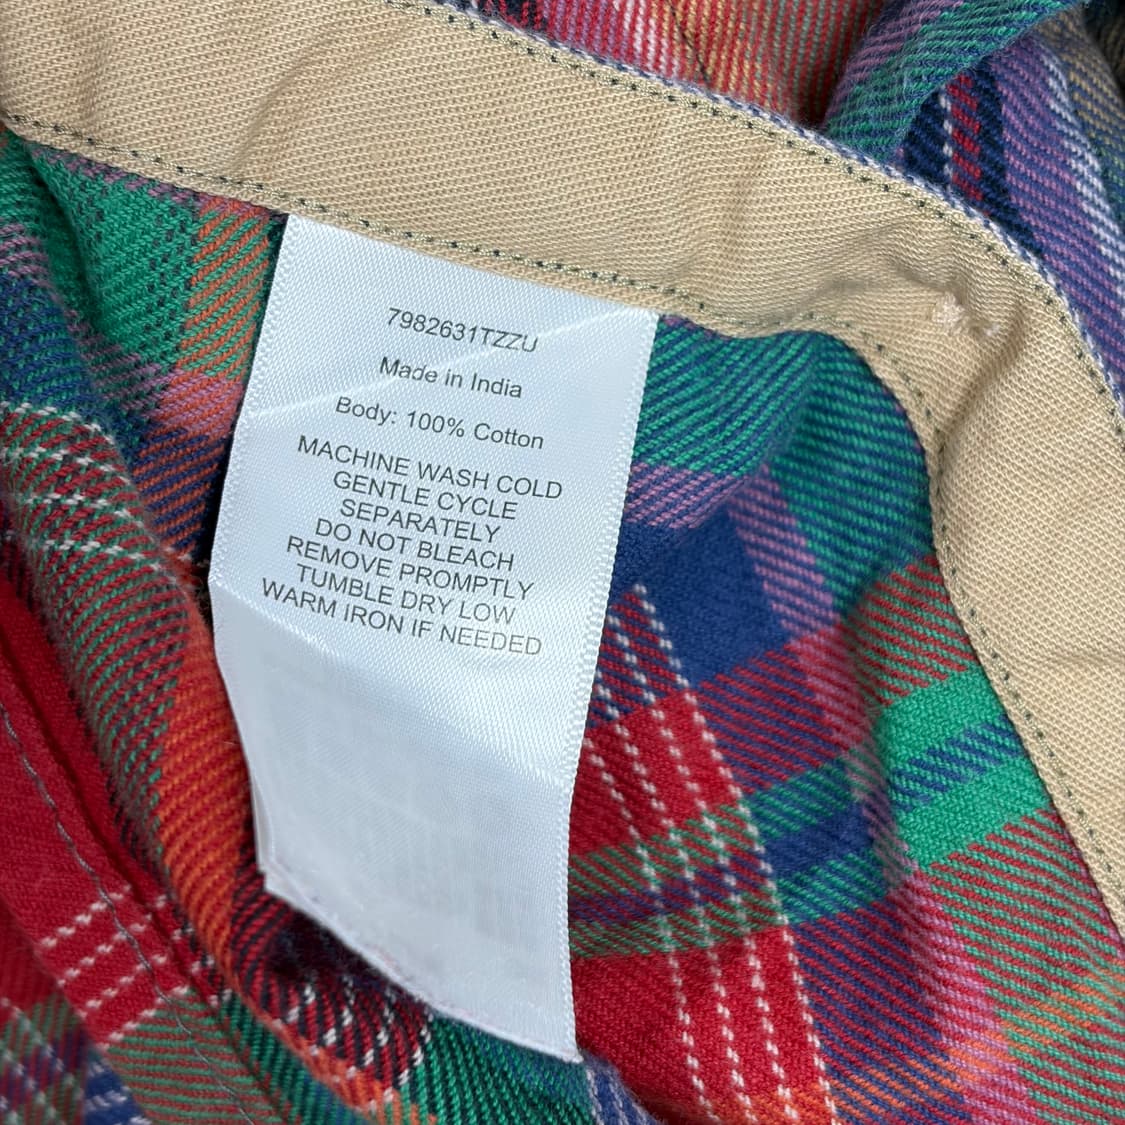 7982631TZZU
Made in India
Body: 100% Cotton
MACHINE WASH COLD
GENTLE CYCLE
SEPARATELY
DO NOT BLEACH
REMOVE PROMPTLY
TUMBLE DRY LOW
WARM IRON IF NEEDED